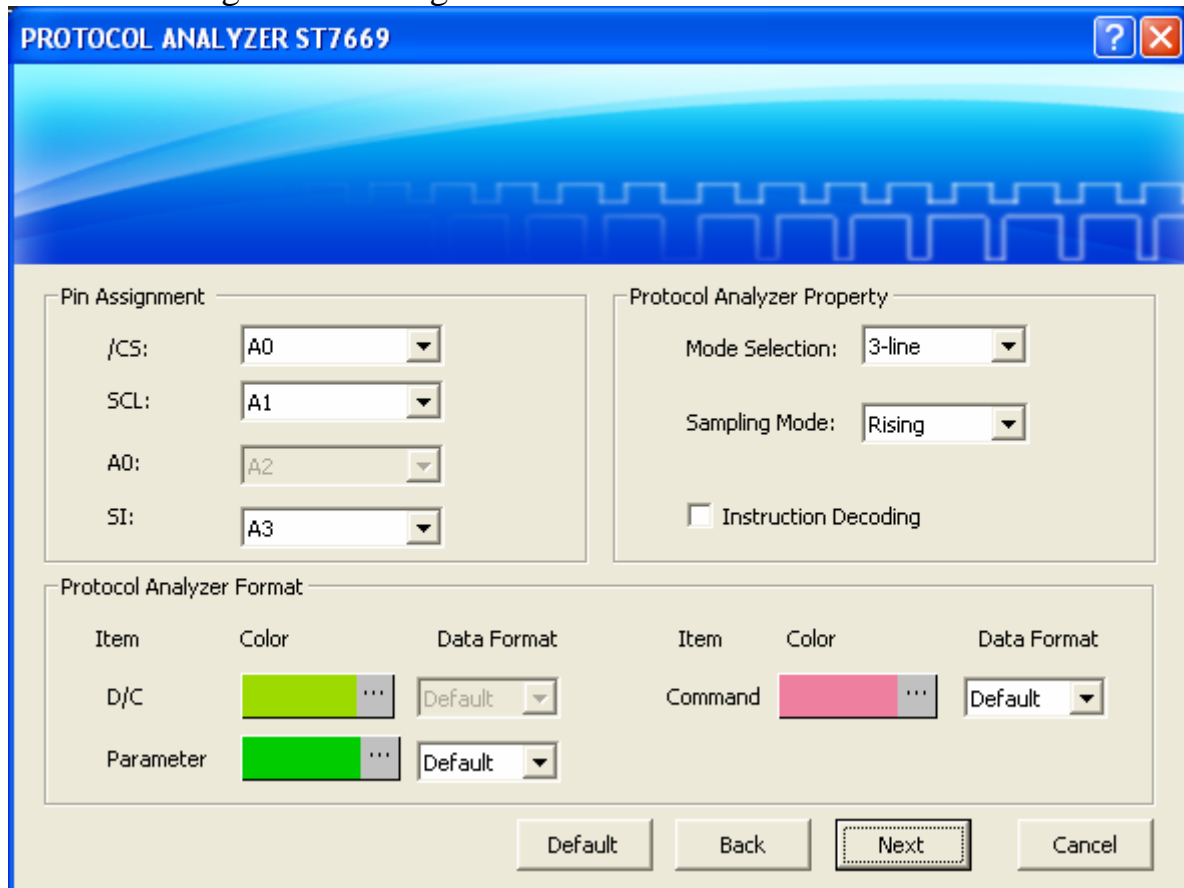 PROTOCOL ANALYZER ST7669
Pin Assignment
/CS: A0
SCL: A1
A0: A2
SI: A3
Protocol Analyzer Property
Mode Selection: 3-line
Sampling Mode: Rising
Instruction Decoding
Protocol Analyzer Format
Item Color Data Format Item Color Data Format
D/C ... Default Command ... Default
Parameter ... Default
Default Back Next Cancel